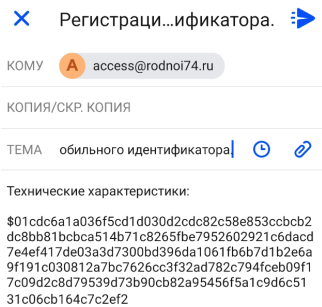 Регистраци...ификатора.
КОМУ A access@rodnoi74.ru
КОПИЯ/СКР. КОПИЯ
ТЕМА обильного идентификатора.
Технические характеристики:
$01cdc6a1a036f5cd1d030d2cdc82c58e853ccbcb2
dc8bb81bcbca514b71c8265fbe7952602921c6dacd
7e4ef417de03a3d7300bd396da1061fb6b7d1b2e6a
9f191c030812a7bc7626cc3f32ad782c794fceb09f1
7c09d2c8d79539d73b90cb82a95456f5a1c9d6c51
31c06cb164c7c2ef2